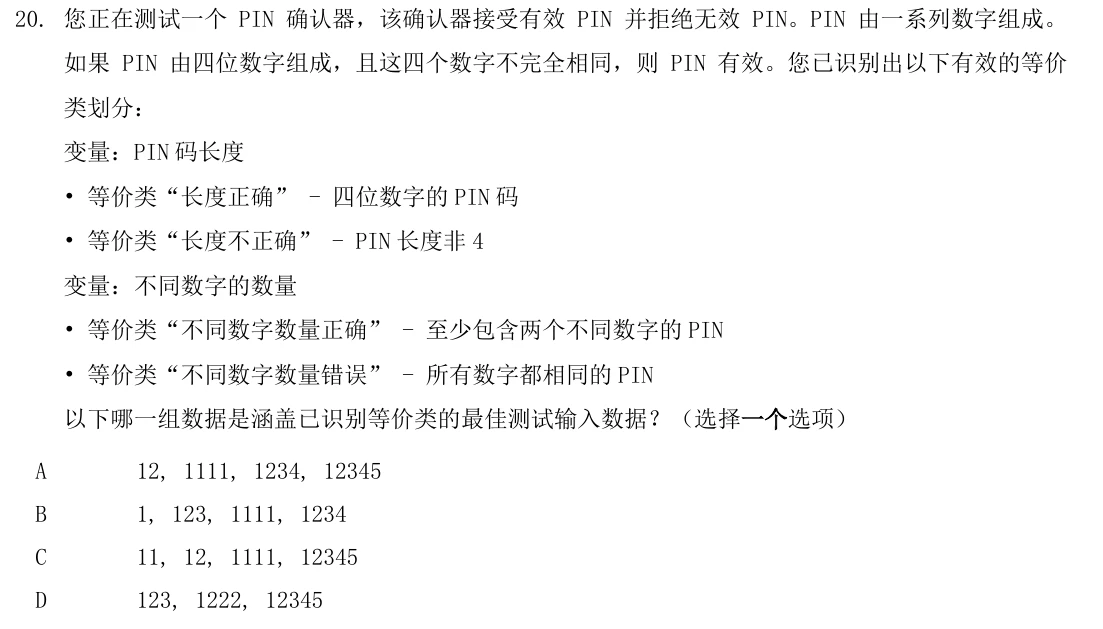 20. 您正在测试一个 PIN 确认器，该确认器接受有效 PIN 并拒绝无效 PIN。PIN 由一系列数字组成。
如果 PIN 由四位数字组成，且这四个数字不完全相同，则 PIN 有效。您已识别出以下有效的等价
类划分：
变量：PIN 码长度
• 等价类“长度正确” - 四位数字的 PIN 码
• 等价类“长度不正确” - PIN 长度非 4
变量：不同数字的数量
• 等价类“不同数字数量正确” - 至少包含两个不同数字的 PIN
• 等价类“不同数字数量错误” - 所有数字都相同的 PIN
以下哪一组数据是涵盖已识别等价类的最佳测试输入数据？（选择一个选项）
A 12, 1111, 1234, 12345
B 1, 123, 1111, 1234
C 11, 12, 1111, 12345
D 123, 1222, 12345